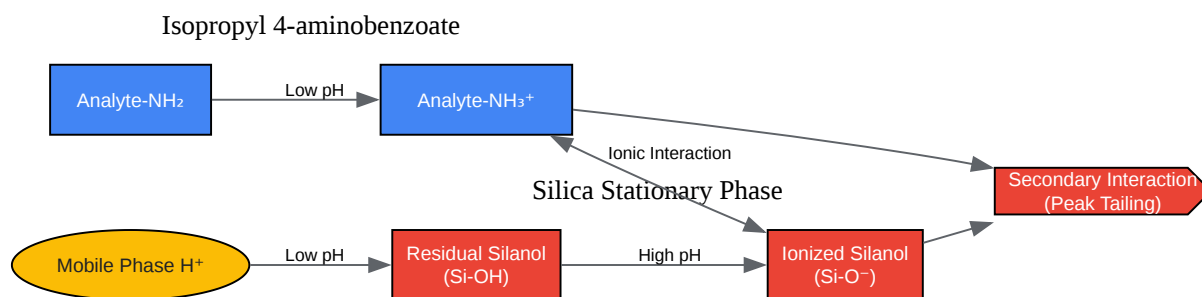 Isopropyl 4-aminobenzoate
Analyte-NH₂
Low pH
Analyte-NH₃⁺
Ionic Interaction
Silica Stationary Phase
Secondary Interaction
(Peak Tailing)
Mobile Phase H⁺
Low pH
Residual Silanol
(Si-OH)
High pH
Ionized Silanol
(Si-O⁻)